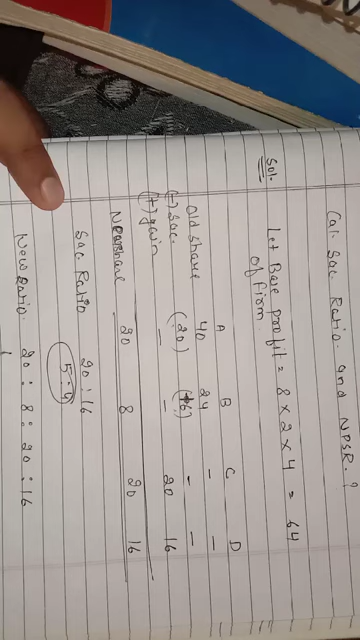 Cal. Sac. Ratio. and NPSR.?
Sol. Let Base profit = 8 x 2 x 4 = 64
of firm.
A B C D
Old share 40 24 - -
(-) Sac. (20) (16) - -
(+) gain - - 20 16
New share 20 8 20 16
Sac. Ratio 20 : 16
5 : 4
New Ratio. 20 : 8 : 20 : 16